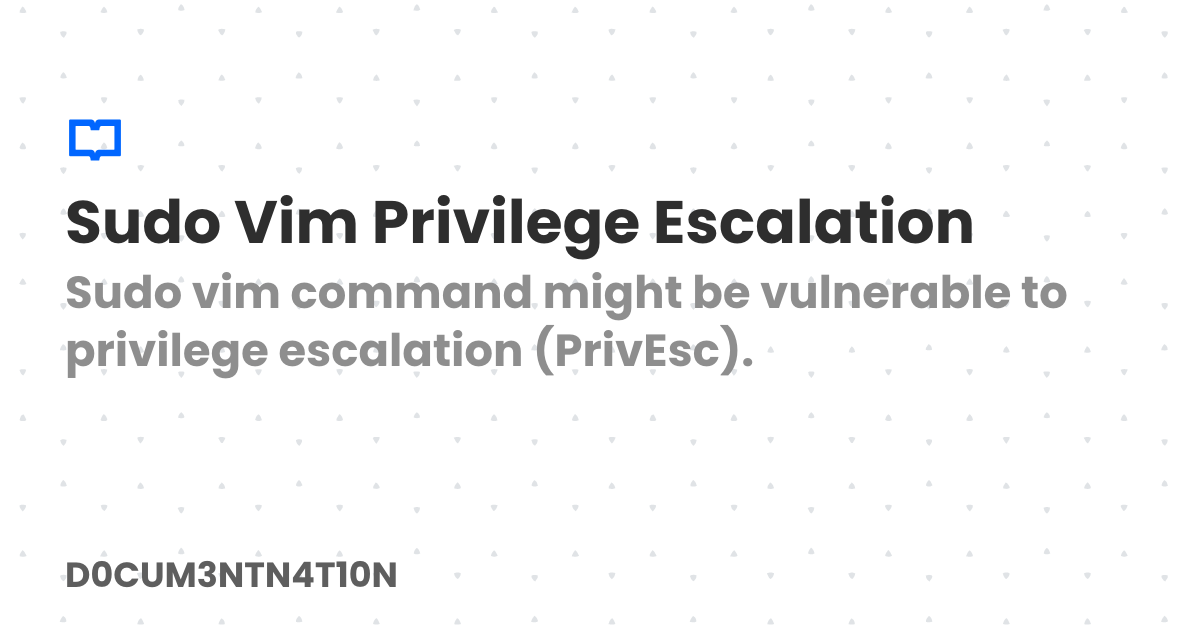 Sudo Vim Privilege Escalation
Sudo vim command might be vulnerable to
privilege escalation (PrivEsc).
D0CUM3NTN4T10N